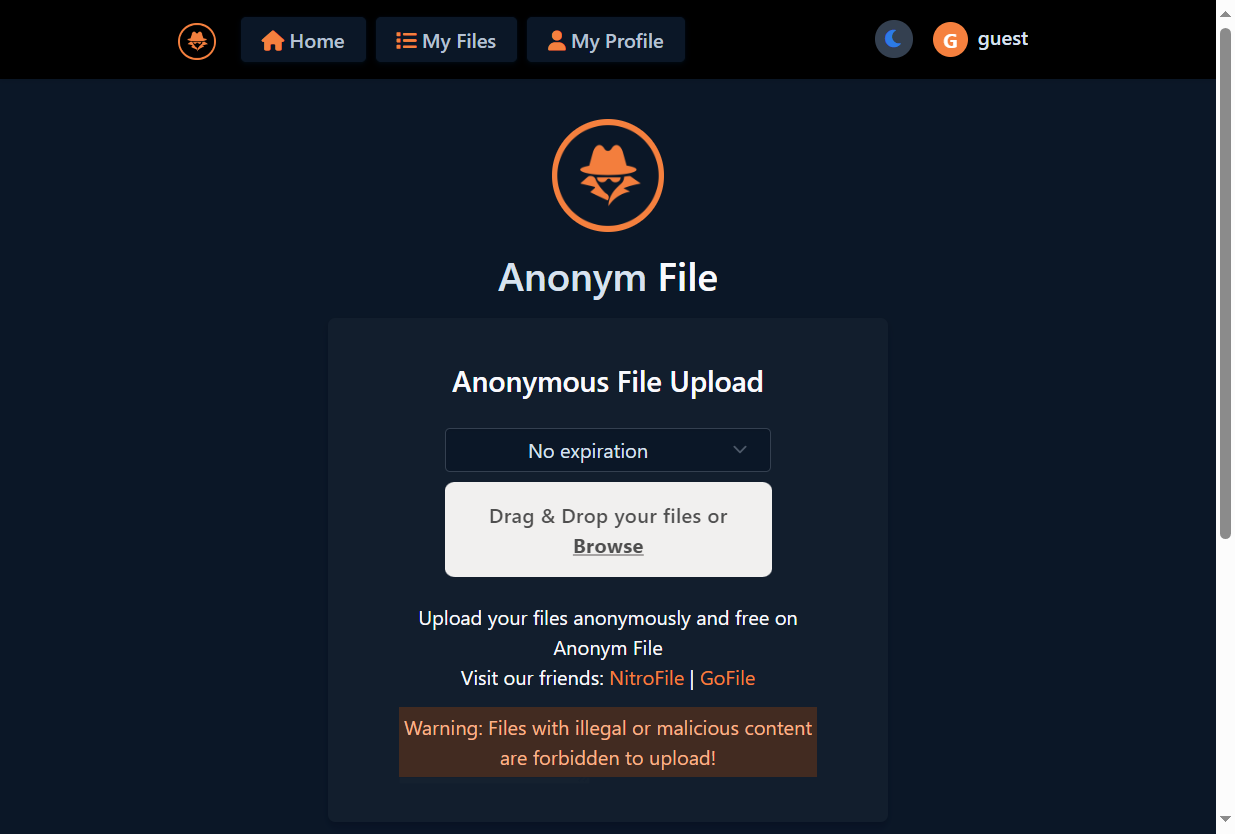 Home My Files My Profile G guest
Anonym File
Anonymous File Upload
No expiration
Drag & Drop your files or
Browse
Upload your files anonymously and free on
Anonym File
Visit our friends: NitroFile | GoFile
Warning: Files with illegal or malicious content
are forbidden to upload!